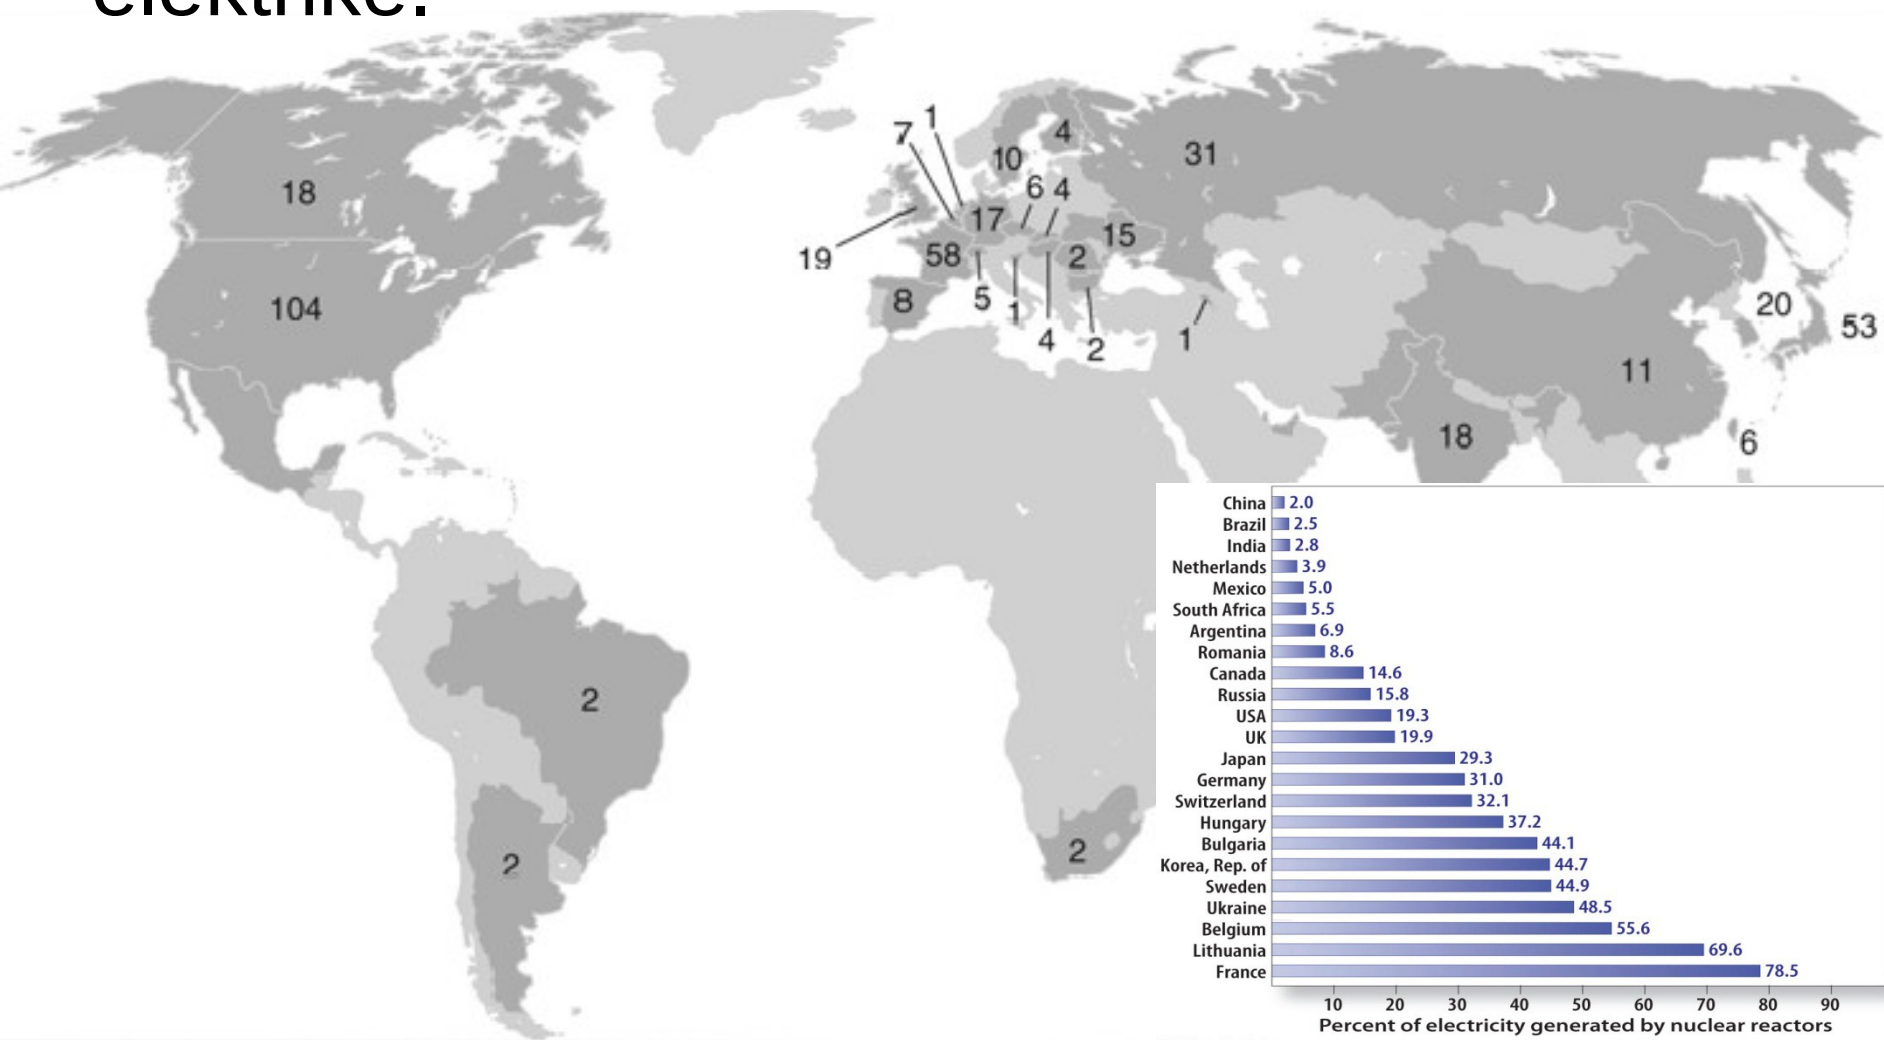 elektrike.
1
7
4
10
31
6
4
18
17
15
19
58
2
104
8
5
1
4
2
1
20
53
11
18
6
2
2
2
China 2.0
Brazil 2.5
India 2.8
Netherlands 3.9
Mexico 5.0
South Africa 5.5
Argentina 6.9
Romania 8.6
Canada 14.6
Russia 15.8
USA 19.3
UK 19.9
Japan 29.3
Germany 31.0
Switzerland 32.1
Hungary 37.2
Bulgaria 44.1
Korea, Rep. of 44.7
Sweden 44.9
Ukraine 48.5
Belgium 55.6
Lithuania 69.6
France 78.5
10 20 30 40 50 60 70 80 90
Percent of electricity generated by nuclear reactors